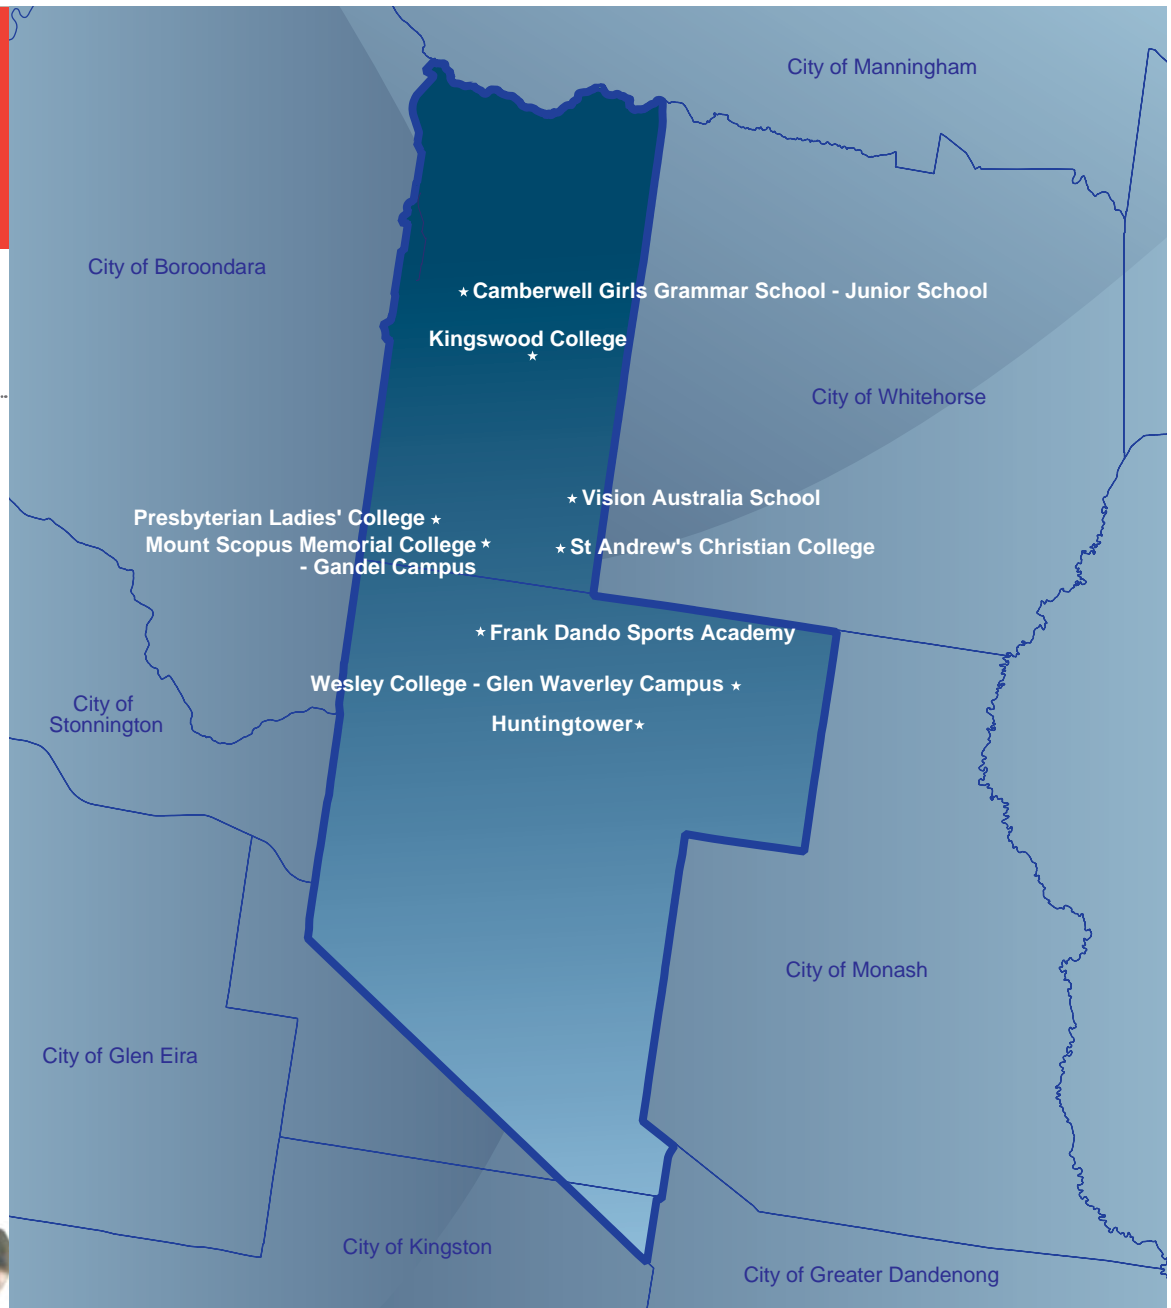 City of Manningham
City of Boroondara
Camberwell Girls Grammar School - Junior School
Kingswood College
City of Whitehorse
Vision Australia School
Presbyterian Ladies' College
Mount Scopus Memorial College
- Gandel Campus
St Andrew's Christian College
Frank Dando Sports Academy
Wesley College - Glen Waverley Campus
City of
Stonnington
Huntingtower
City of Monash
City of Glen Eira
City of Kingston
City of Greater Dandenong